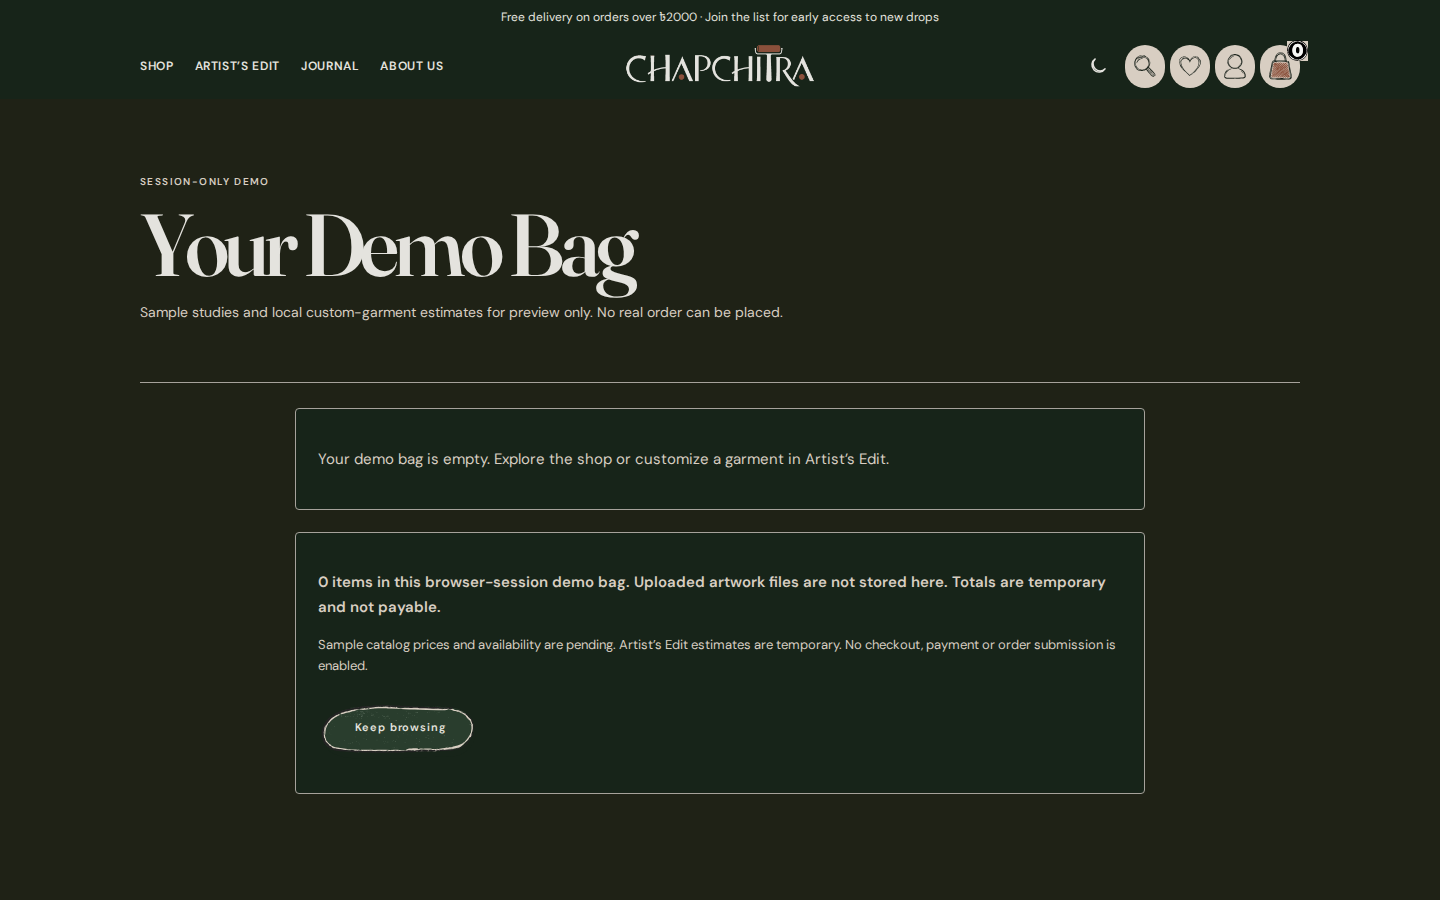 Free delivery on orders over ৳2000 · Join the list for early access to new drops
SHOP ARTIST’S EDIT JOURNAL ABOUT US
CHAPCHITRA
0
SESSION-ONLY DEMO
Your Demo Bag
Sample studies and local custom-garment estimates for preview only. No real order can be placed.
Your demo bag is empty. Explore the shop or customize a garment in Artist’s Edit.
0 items in this browser-session demo bag. Uploaded artwork files are not stored here. Totals are temporary
and not payable.
Sample catalog prices and availability are pending. Artist’s Edit estimates are temporary. No checkout, payment or order submission is
enabled.
Keep browsing